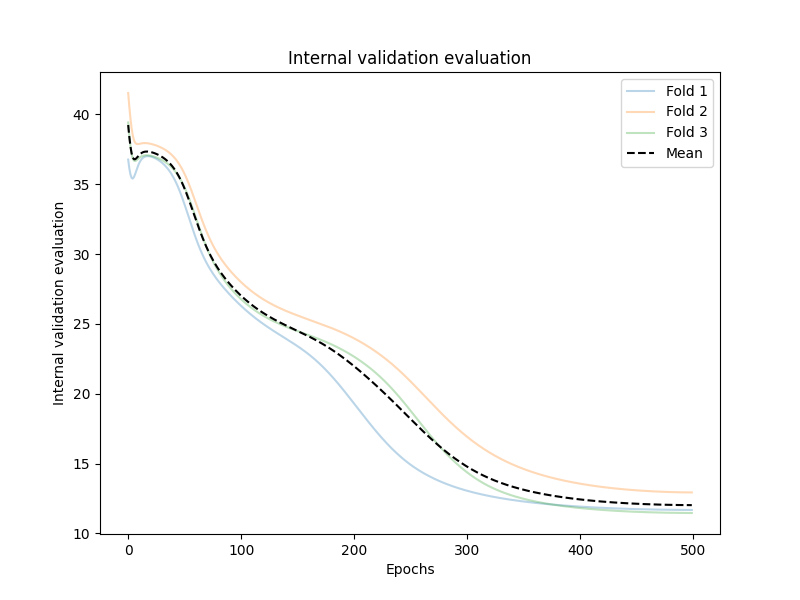 Internal validation evaluation
Fold 1
Fold 2
Fold 3
Mean
Internal validation evaluation
40
35
30
25
20
15
10
0 100 200 300 400 500
Epochs